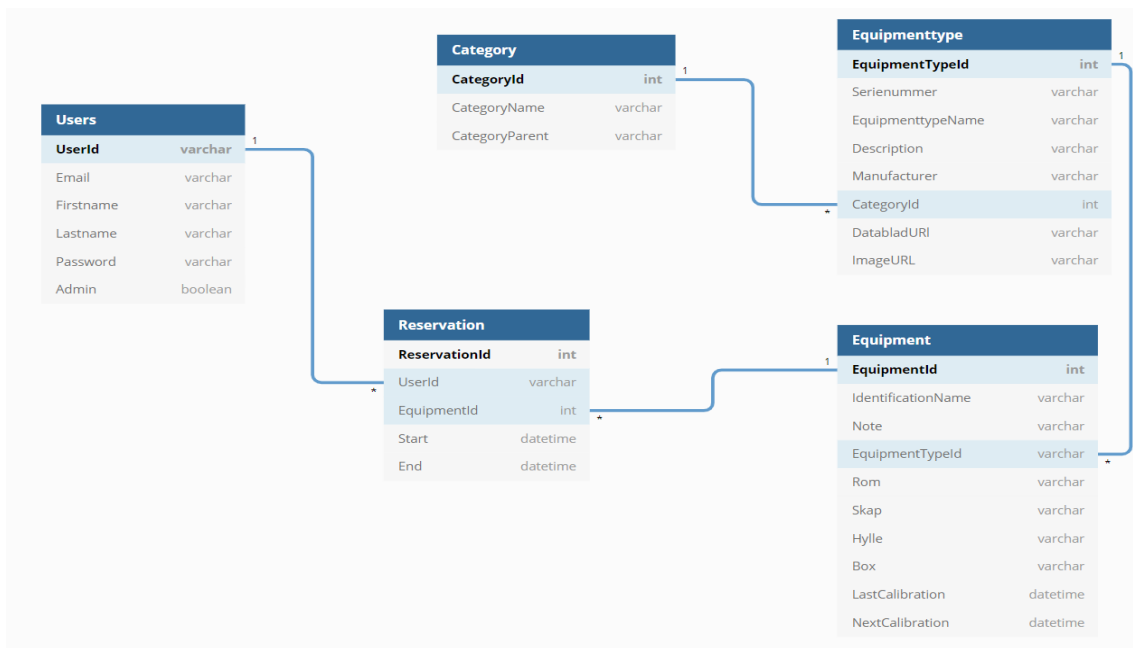 Users
UserId varchar
Email varchar
Firstname varchar
Lastname varchar
Password varchar
Admin boolean
1
*
Category
CategoryId int
CategoryName varchar
CategoryParent varchar
1
*
Equipmenttype
EquipmentTypeId int
Serienummer varchar
EquipmenttypeName varchar
Description varchar
Manufacturer varchar
CategoryId int
DatabladURl varchar
ImageURL varchar
1
*
Reservation
ReservationId int
UserId varchar
EquipmentId int
Start datetime
End datetime
*
1
Equipment
EquipmentId int
IdentificationName varchar
Note varchar
EquipmentTypeId varchar
Rom varchar
Skap varchar
Hylle varchar
Box varchar
LastCalibration datetime
NextCalibration datetime